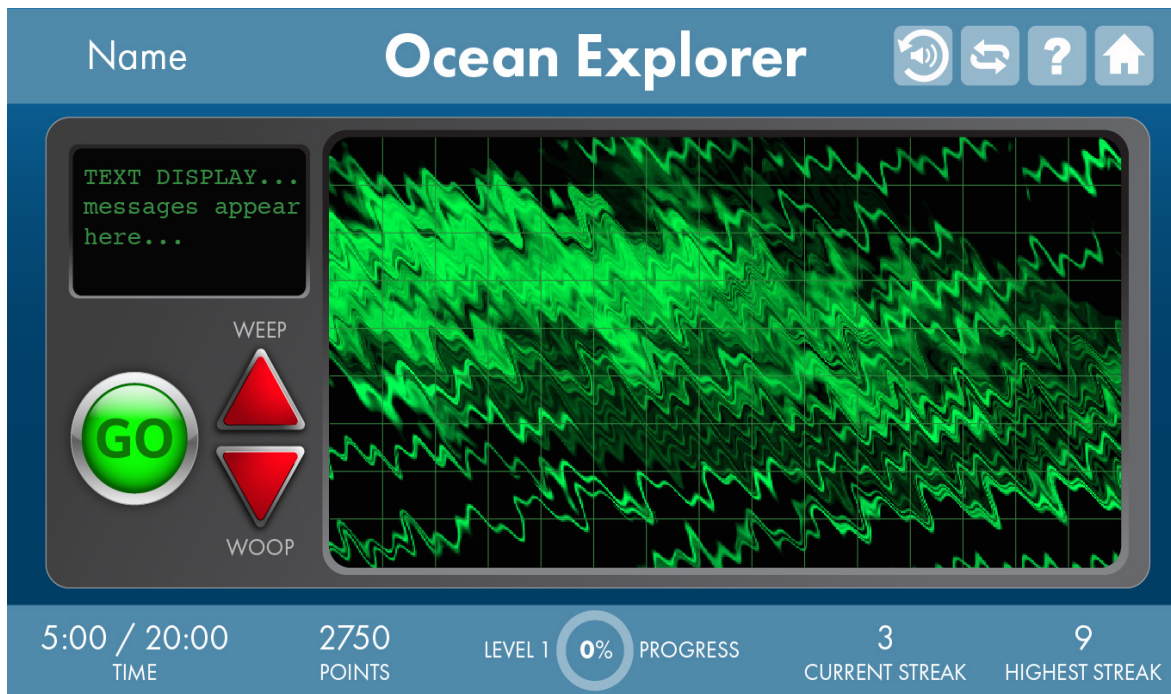 Name
Ocean Explorer
?
TEXT DISPLAY...
messages appear
here...
WEEP
GO
WOOP
5:00 / 20:00
TIME
2750
POINTS
LEVEL 1
0%
PROGRESS
3
CURRENT STREAK
9
HIGHEST STREAK